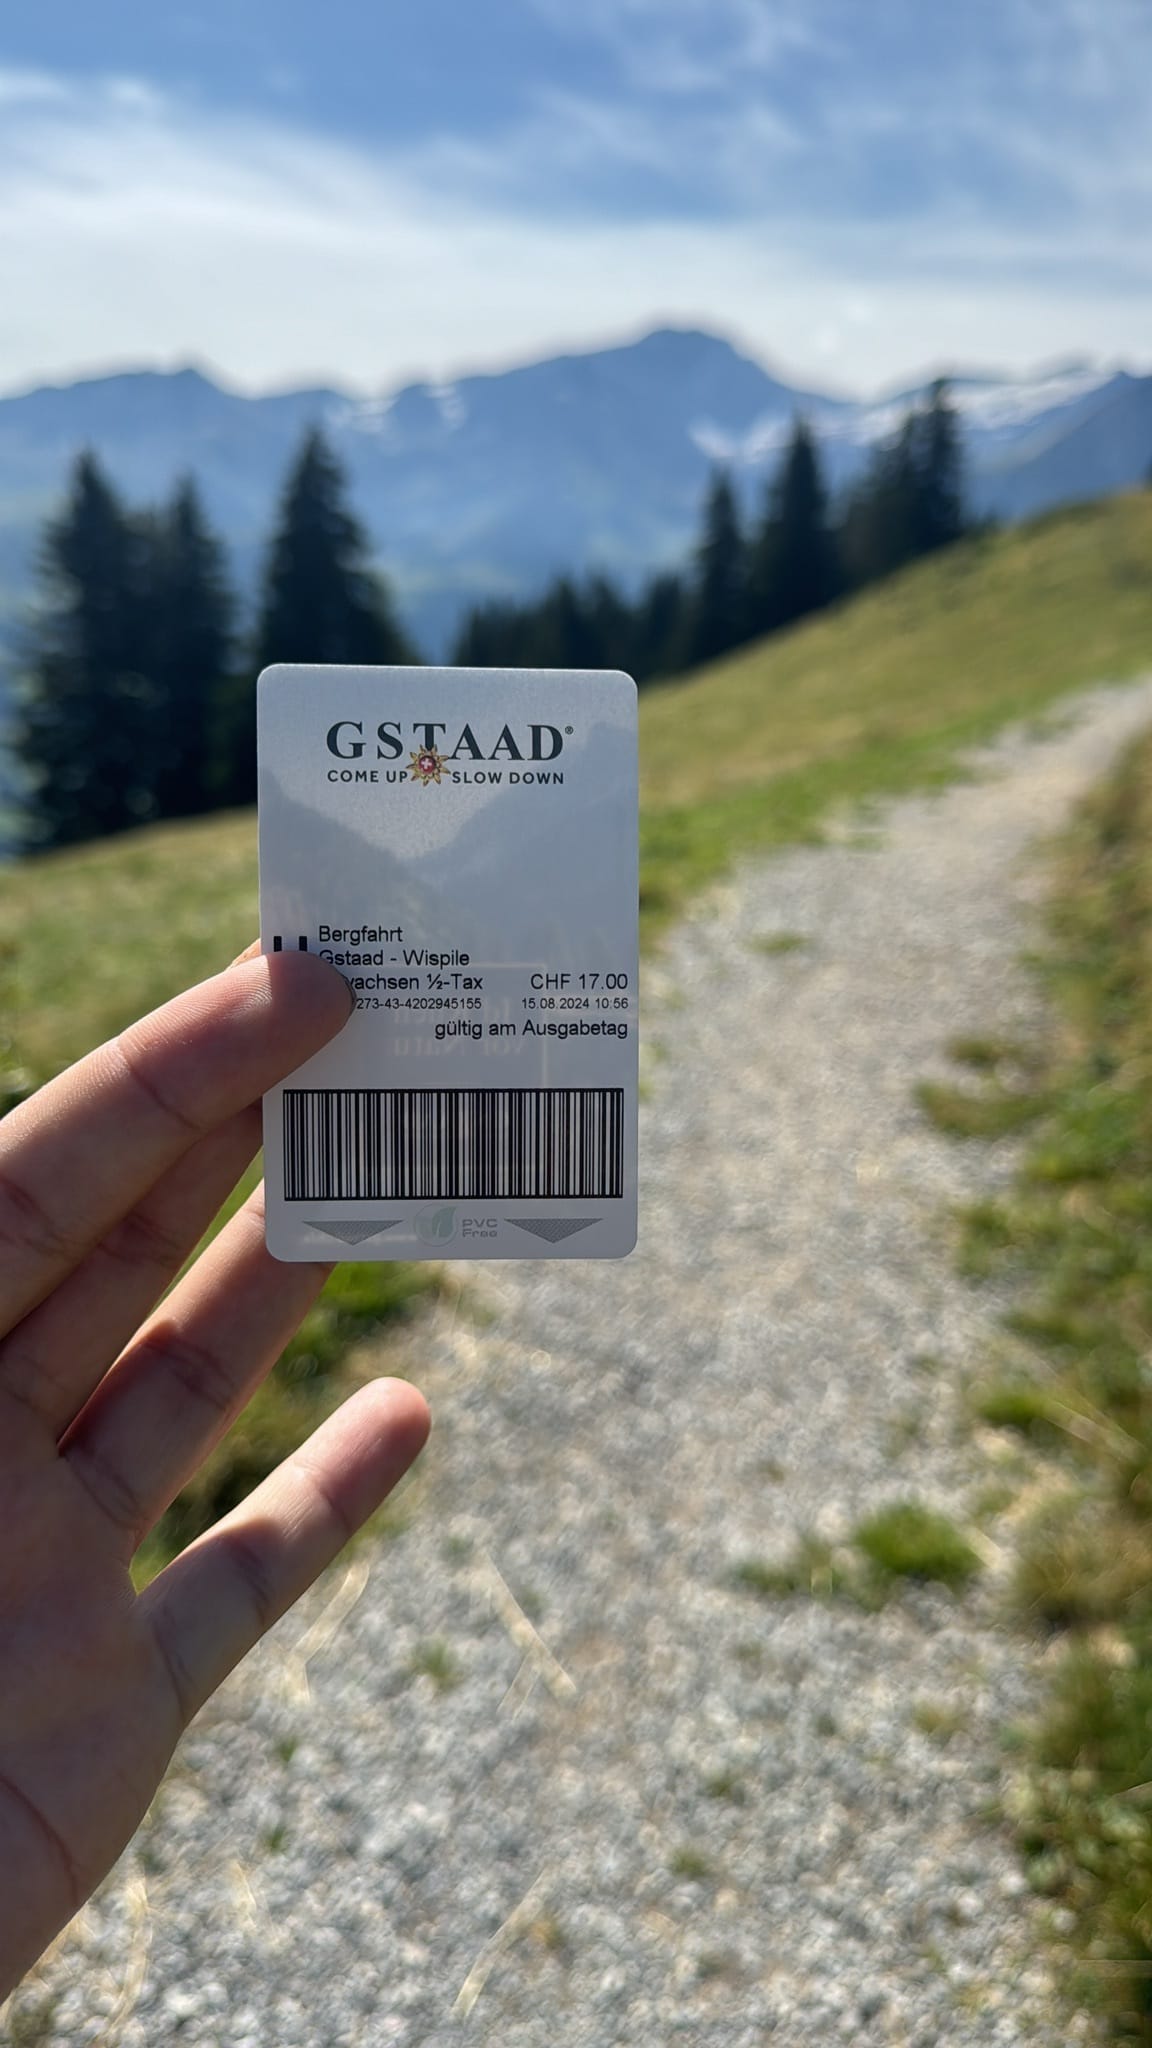 GSTAAD®
COME UP SLOW DOWN
Bergfahrt
Gstaad - Wispile
½-Tax CHF 17.00
273-43-4202945155 15.08.2024 10:56
gültig am Ausgabetag
PVC
Free